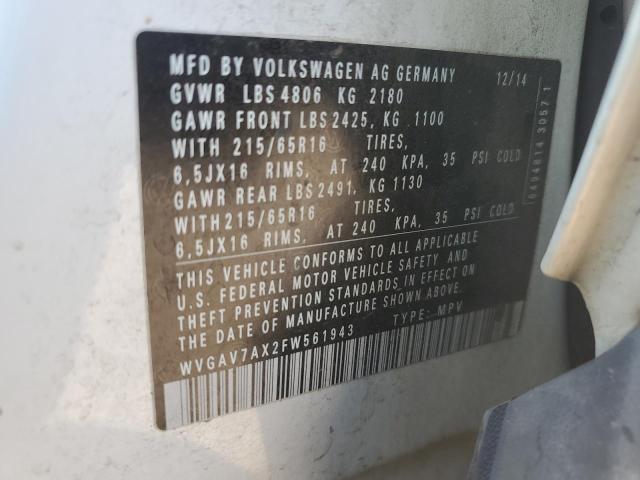 MFD BY VOLKSWAGEN AG GERMANY 12/14
GVWR LBS 4806 KG 2180
GAWR FRONT LBS 2425, KG 1100
WITH 215/65R16 TIRES,
6,5JX16 RIMS, AT 240 KPA, 35 PSI COLD
GAWR REAR LBS 2491, KG 1130
WITH 215/65R16 TIRES,
6,5JX16 RIMS, AT 240 KPA, 35 PSI COLD
THIS VEHICLE CONFORMS TO ALL APPLICABLE
U.S. FEDERAL MOTOR VEHICLE SAFETY AND
THEFT PREVENTION STANDARDS IN EFFECT ON
THE DATE OF MANUFACTURE SHOWN ABOVE.
WVGAV7AX2FW561943 TYPE: MPV
0494814 3057 1